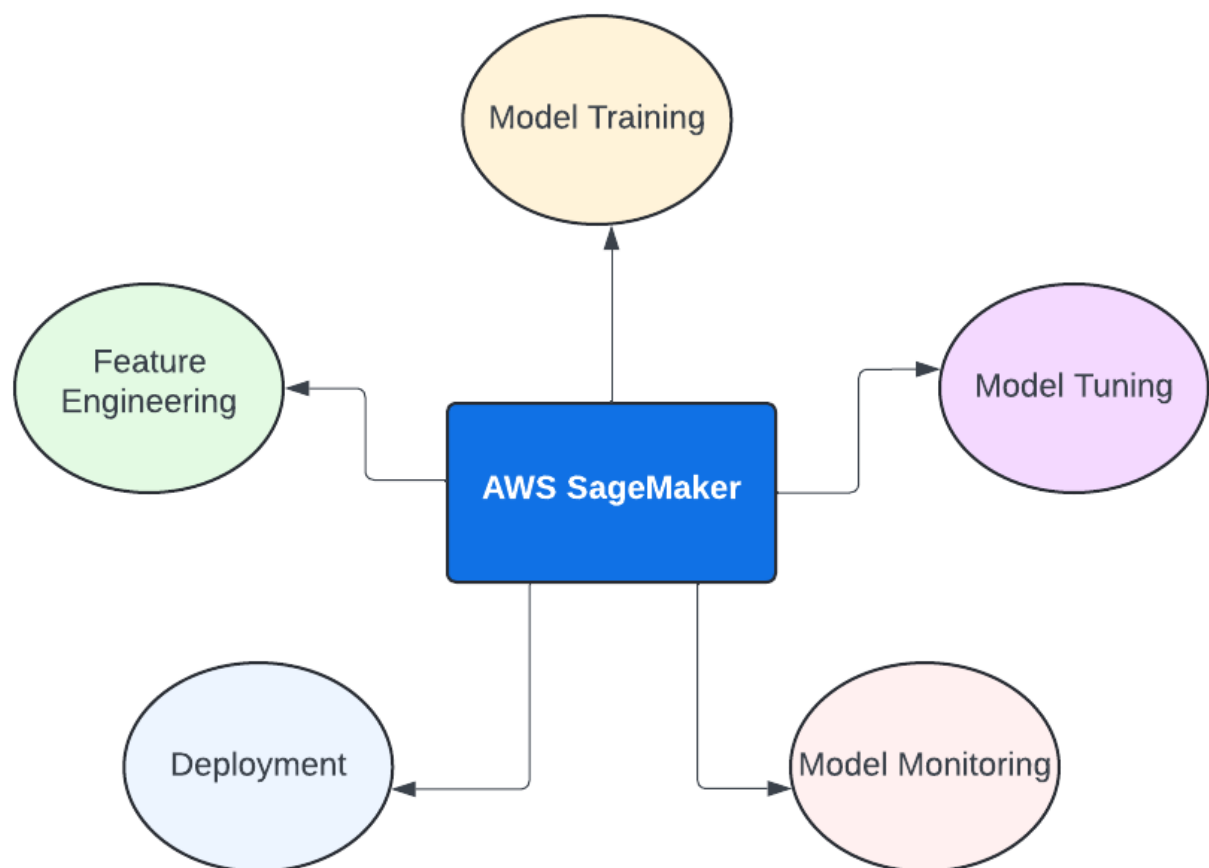 Model Training
Feature
Engineering
Model Tuning
AWS SageMaker
Deployment
Model Monitoring